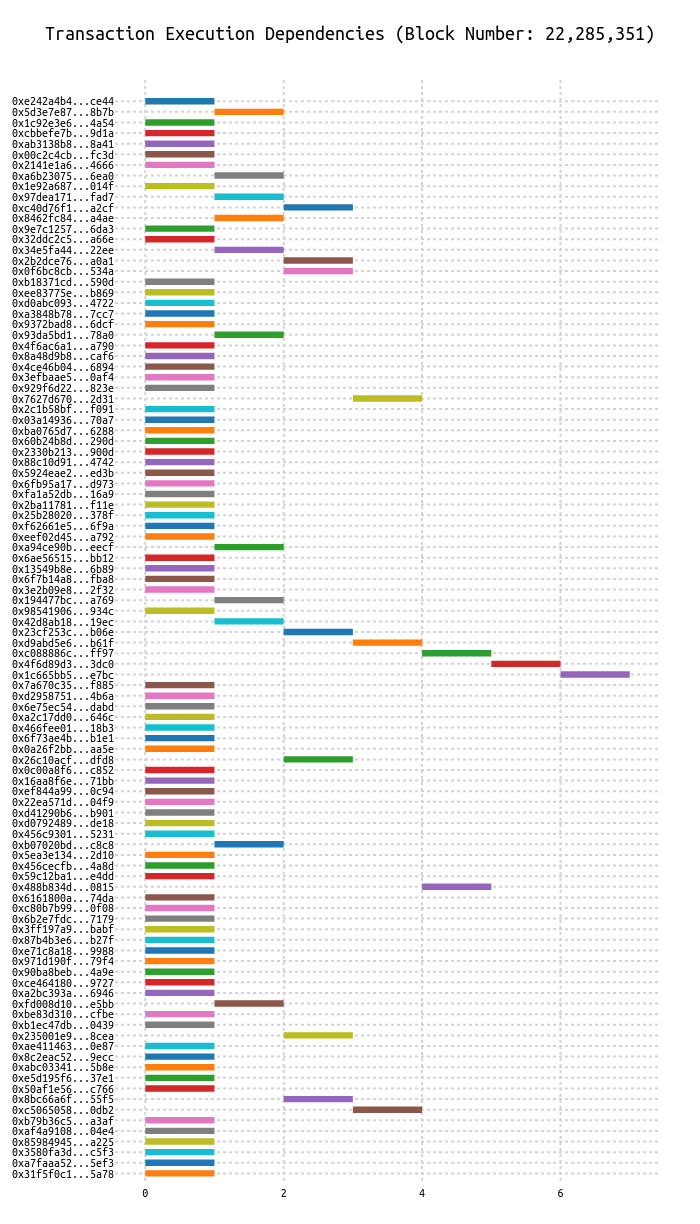 Transaction Execution Dependencies (Block Number: 22,285,351)
0xe242a4b4...ce44
0x5d3e7e87...8b7b
0x1c92e3e6...4a54
0xcbbefe7b...9d1a
0xab3138b8...8a41
0x00c2c4cb...fc3d
0x2141e1a6...4666
0xa6b23075...6ea0
0x1e92a687...014f
0x97dea171...fad7
0xc40d76f1...a2cf
0x8462fc84...a4ae
0x9e7c1257...6da3
0x32ddc2c5...a66e
0x34e5fa44...22ee
0x2b2dce76...a0a1
0x0f6bc8cb...534a
0xb18371cd...590d
0xee83775e...b869
0xd0abc093...4722
0xa3848b78...7cc7
0x9372bad8...6dcf
0x93da5bd1...78a0
0x4f6ac6a1...a790
0x8a48d9b8...caf6
0x4ce46b04...6894
0x3efbaae5...0af4
0x929f6d22...823e
0x7627d670...2d31
0x2c1b58bf...f091
0x03a14936...70a7
0xba0765d7...6288
0x60b24b8d...290d
0x2330b213...900d
0x88c10d91...4742
0x5924eae2...ed3b
0x6fb95a17...d973
0xfa1a52db...16a9
0x2ba11781...f11e
0x25b28020...378f
0xf62661e5...6f9a
0xeef02d45...a792
0xa94ce90b...eecf
0x6ae56515...bb12
0x13549b8e...6b89
0x6f7b14a8...fba8
0x3e2b09e8...2f32
0x194477bc...a769
0x98541906...934c
0x42d8ab18...19ec
0x23cf253c...b06e
0xd9abd5e6...b61f
0xc088886c...ff97
0x4f6d89d3...3dc0
0x1c665bb5...e7bc
0x7a670c35...f885
0xd2958751...4b6a
0x6e75ec54...dabd
0xa2c17dd0...646c
0x466fee01...18b3
0x6f73ae4b...b1e1
0x0a26f2bb...aa5e
0x26c10acf...dfd8
0x0c00a8f6...c852
0x16aa8f6e...71bb
0xef844a99...0c94
0x22ea571d...04f9
0xd41290b6...b901
0xd0792489...de18
0x456c9301...5231
0xb07020bd...c8c8
0x5ea3e134...2d10
0x456cecfb...4a8d
0x59c12ba1...e4dd
0x488b834d...0815
0x6161800a...74da
0xc80b7b99...0f08
0x6b2e7fdc...7179
0x3ff197a9...babf
0x87b4b3e6...b27f
0xe71c8a18...9988
0x971d190f...79f4
0x90ba8beb...4a9e
0xce464180...9727
0xa2bc393a...6946
0xfd008d10...e5bb
0xbe83d310...cfbe
0xb1ec47db...0439
0x235001e9...8cea
0xae411463...0e87
0x8c2eac52...9ecc
0xabc03341...5b8e
0xe5d195f6...37e1
0x50af1e56...c766
0x8bc66a6f...55f5
0xc5065058...0db2
0xb79b36c5...a3af
0xaf4a9108...04e4
0x85984945...a225
0x3580fa3d...c5f3
0xa7faaa52...5ef3
0x31f5f0c1...5a78
0 2 4 6